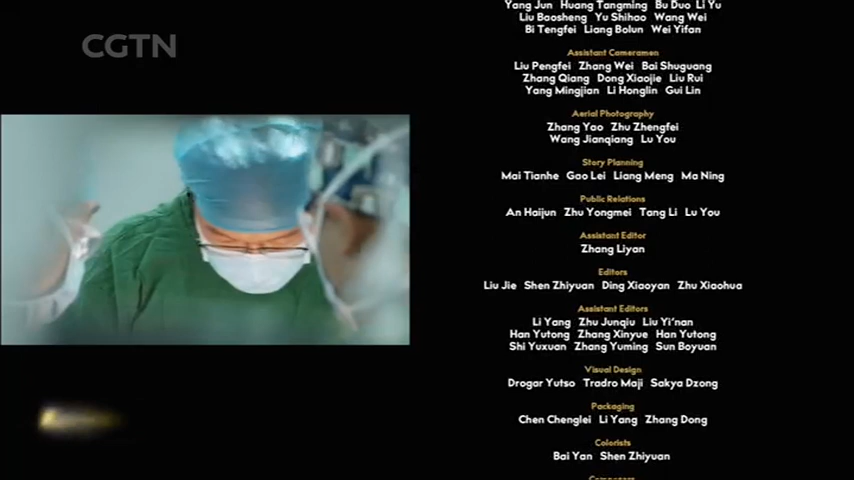 CGTN
Yang Jun Huang Tangming Bu Duo Li Yu
Liu Baosheng Yu Shihao Wang Wei
Bi Tengfei Liang Bolun Wei Yifan
Assistant Cameramen
Liu Pengfei Zhang Wei Bai Shuguang
Zhang Qiang Dong Xiaojie Liu Rui
Yang Mingjian Li Honglin Gui Lin
Aerial Photography
Zhang Yao Zhu Zhengfei
Wang Jianqiang Lu You
Story Planning
Mai Tianhe Gao Lei Liang Meng Ma Ning
Public Relations
An Haijun Zhu Yongmei Tang Li Lu You
Assistant Editor
Zhang Liyan
Editors
Liu Jie Shen Zhiyuan Ding Xiaoyan Zhu Xiaohua
Assistant Editors
Li Yang Zhu Junqiu Liu Yi'nan
Han Yutong Zhang Xinyue Han Yutong
Shi Yuxuan Zhang Yuming Sun Boyuan
Visual Design
Drogar Yutso Tradro Maji Sakya Dzong
Packaging
Chen Chenglei Li Yang Zhang Dong
Colorists
Bai Yan Shen Zhiyuan